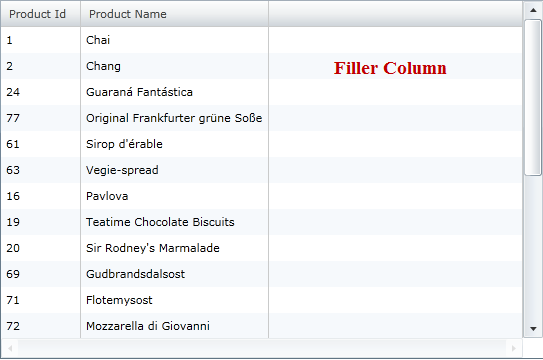 Product Id Product Name
1 Chai
2 Chang Filler Column
24 Guaraná Fantástica
77 Original Frankfurter grüne Soße
61 Sirop d'érable
63 Vegie-spread
16 Pavlova
19 Teatime Chocolate Biscuits
20 Sir Rodney's Marmalade
69 Gudbrandsdalsost
71 Flotemysost
72 Mozzarella di Giovanni